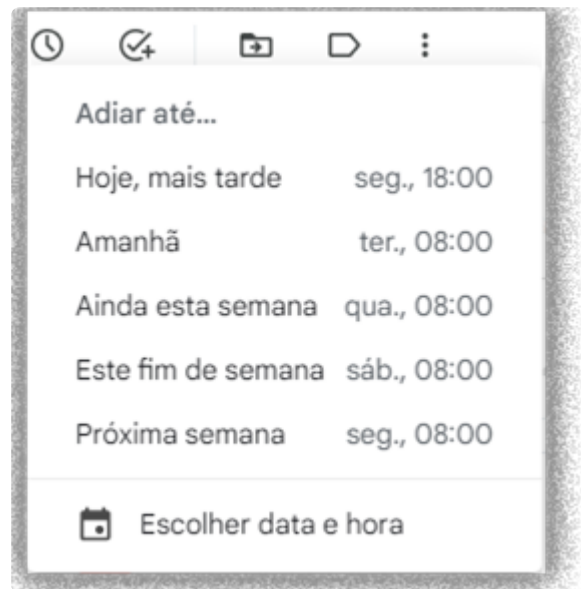 Adiar até...
Hoje, mais tarde seg., 18:00
Amanhã ter., 08:00
Ainda esta semana qua., 08:00
Este fim de semana sáb., 08:00
Próxima semana seg., 08:00
Escolher data e hora